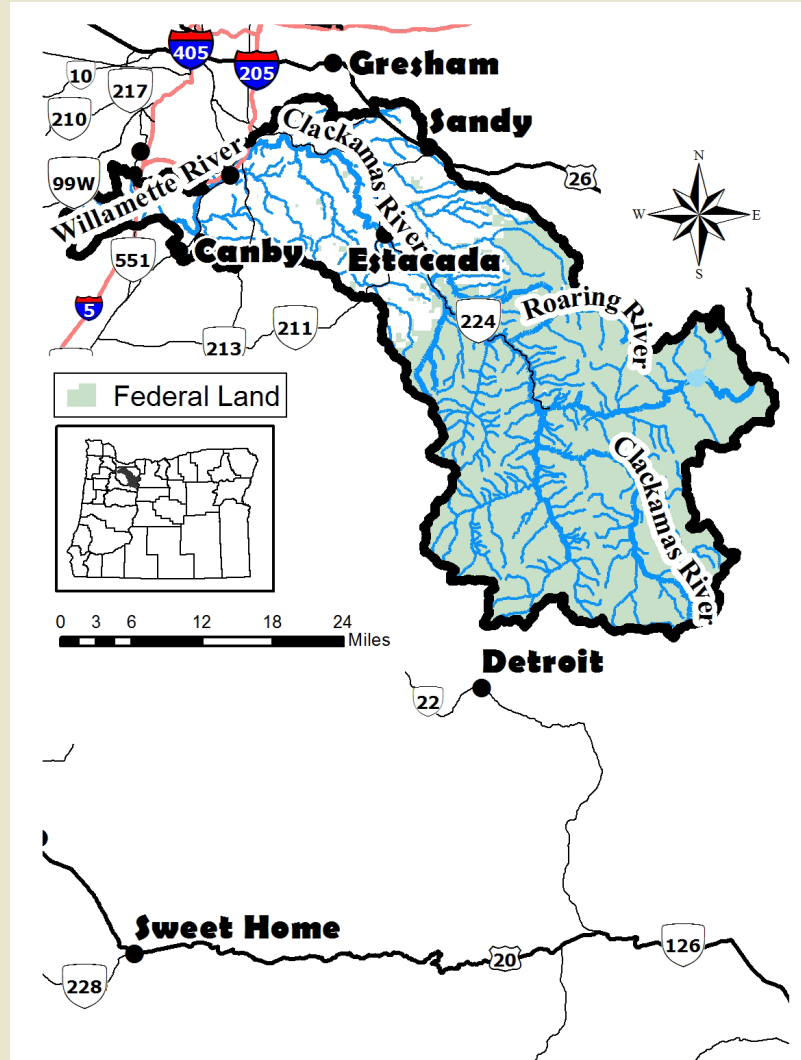 405
205
Gresham
10
217
210
Sandy
Clackamas River
99W
26
Willamette River
N
W
E
S
Canby
Estacada
551
5
213
211
224
Roaring River
Federal Land
Clackamas River
0 3 6 12 18 24
Miles
Detroit
22
Sweet Home
20
126
228